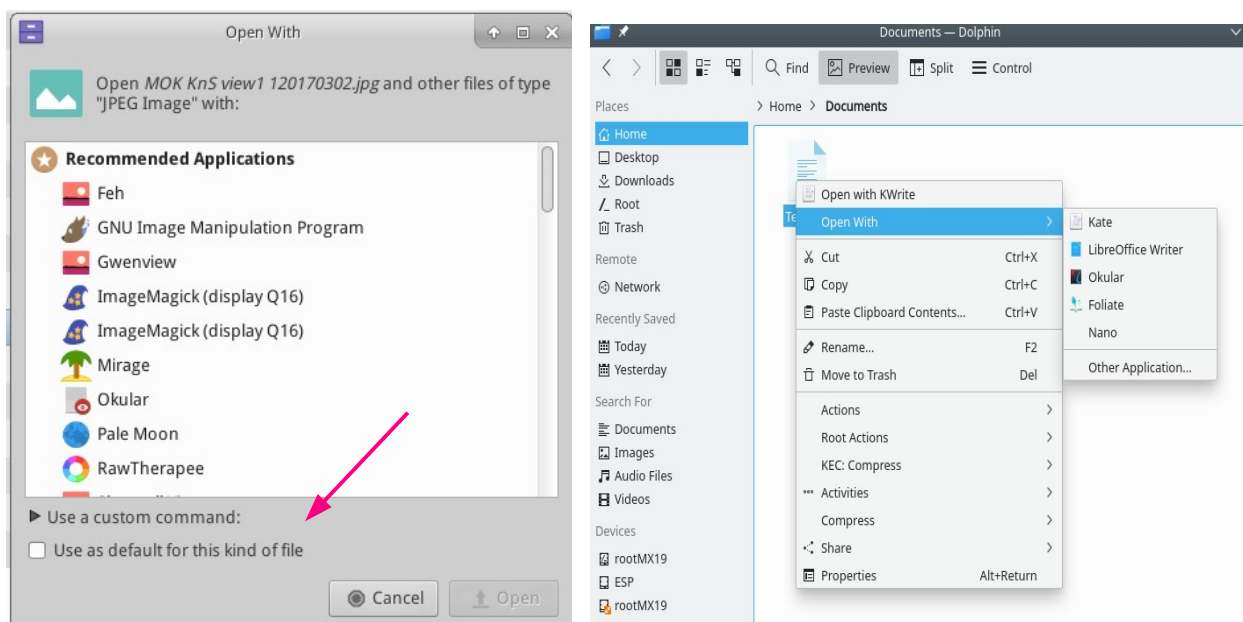 Open With
Open MOK KnS view1 120170302.jpg and other files of type
"JPEG Image" with:
Recommended Applications
Feh
GNU Image Manipulation Program
Gwenview
ImageMagick (display Q16)
ImageMagick (display Q16)
Mirage
Okular
Pale Moon
RawTherapee
Use a custom command:
Use as default for this kind of file
Cancel
Open
Documents — Dolphin
Find
Preview
Split
Control
Places
Home
Desktop
Downloads
Root
Trash
Remote
Network
Recently Saved
Today
Yesterday
Search For
Documents
Images
Audio Files
Videos
Devices
rootMX19
ESP
rootMX19
> Home > Documents
Open with KWrite
Open With
Cut Ctrl+X
Copy Ctrl+C
Paste Clipboard Contents... Ctrl+V
Rename... F2
Move to Trash Del
Actions
Root Actions
KEC: Compress
Activities
Compress
Share
Properties Alt+Return
Kate
LibreOffice Writer
Okular
Foliate
Nano
Other Application...